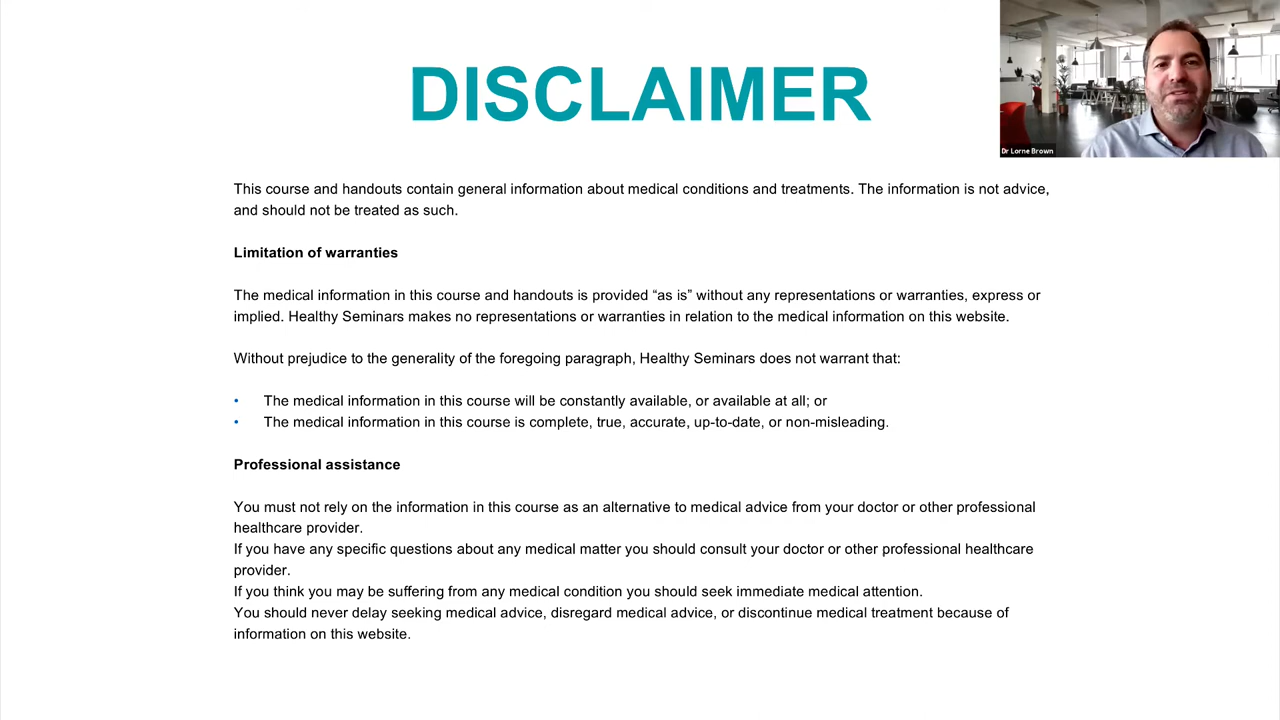 DISCLAIMER
Dr Lorne Brown
This course and handouts contain general information about medical conditions and treatments. The information is not advice,
and should not be treated as such.
Limitation of warranties
The medical information in this course and handouts is provided “as is” without any representations or warranties, express or
implied. Healthy Seminars makes no representations or warranties in relation to the medical information on this website.
Without prejudice to the generality of the foregoing paragraph, Healthy Seminars does not warrant that:
• The medical information in this course will be constantly available, or available at all; or
• The medical information in this course is complete, true, accurate, up-to-date, or non-misleading.
Professional assistance
You must not rely on the information in this course as an alternative to medical advice from your doctor or other professional
healthcare provider.
If you have any specific questions about any medical matter you should consult your doctor or other professional healthcare
provider.
If you think you may be suffering from any medical condition you should seek immediate medical attention.
You should never delay seeking medical advice, disregard medical advice, or discontinue medical treatment because of
information on this website.